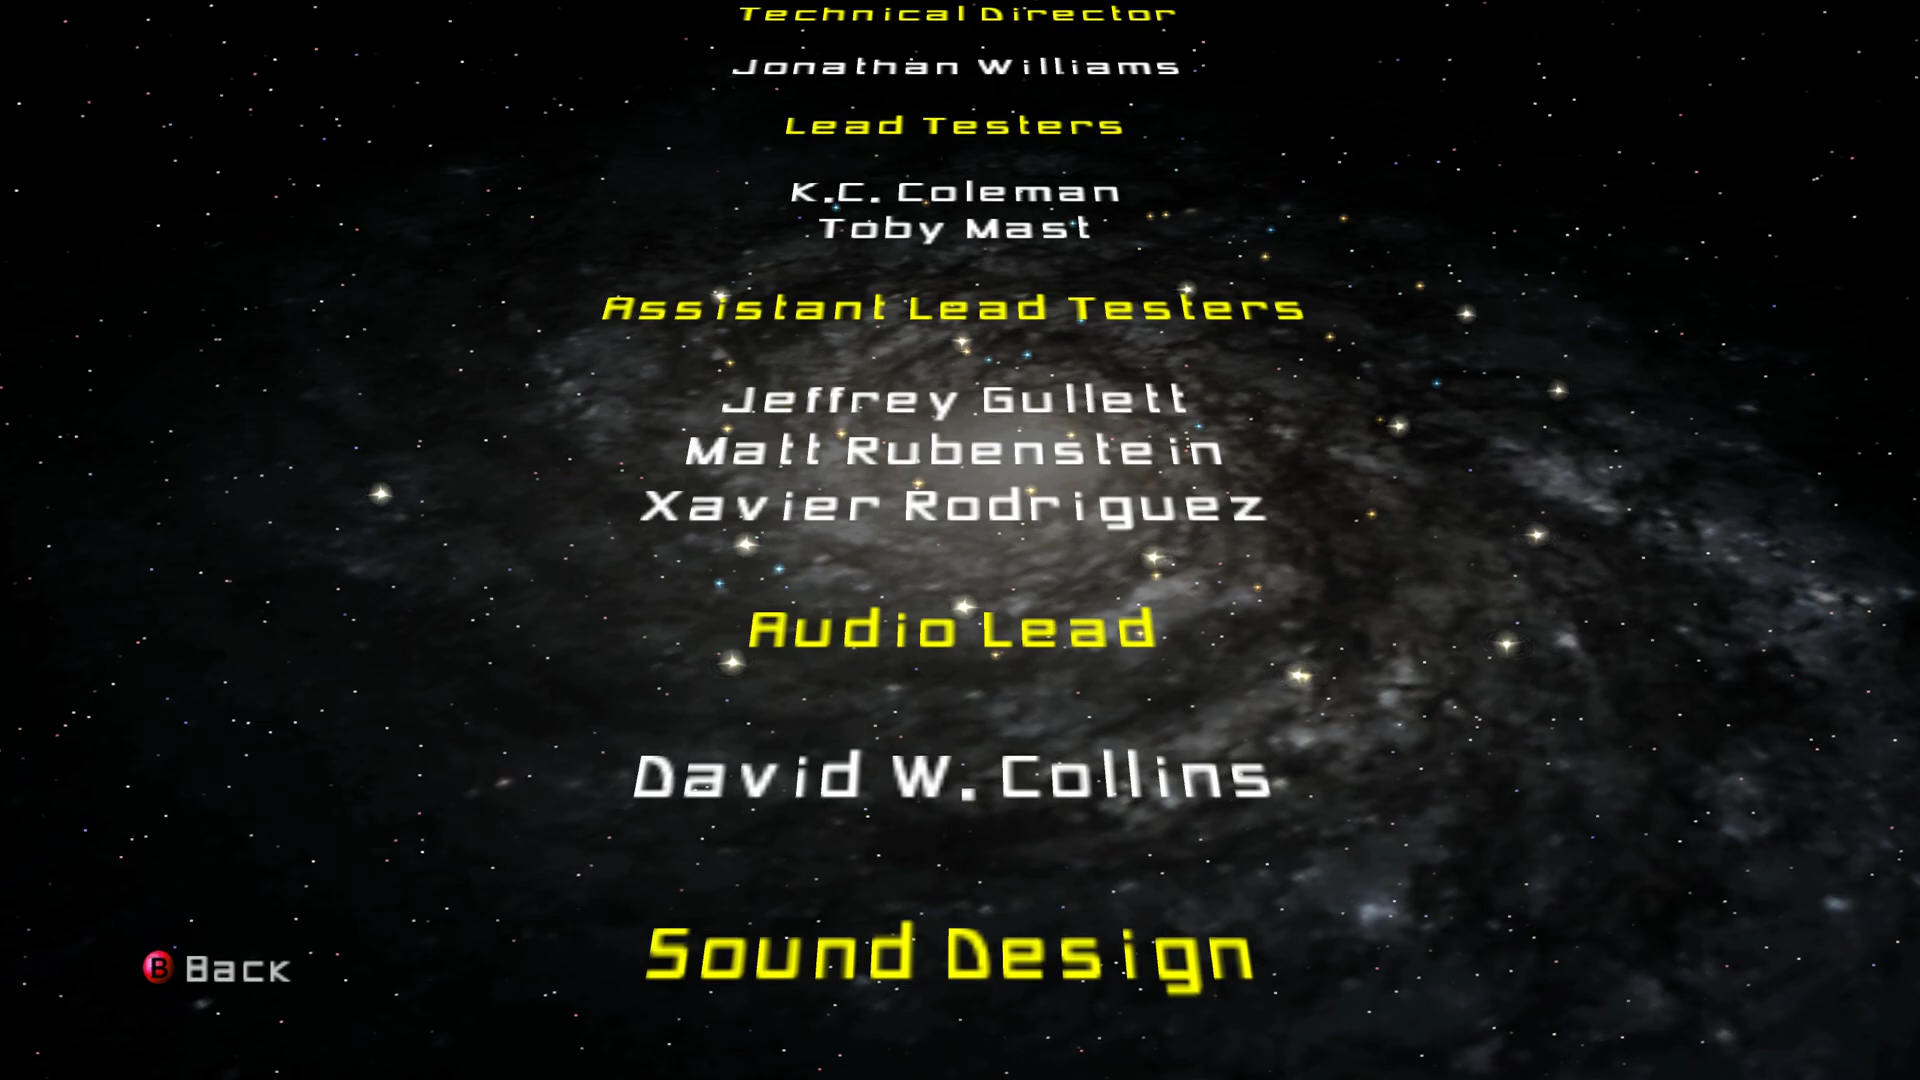 Technical Director
Jonathan Williams
Lead Testers
K.C. Coleman
Toby Mast
Assistant Lead Testers
Jeffrey Gullett
Matt Rubenstein
Xavier Rodriguez
Audio Lead
David W. Collins
Sound Design
B Back